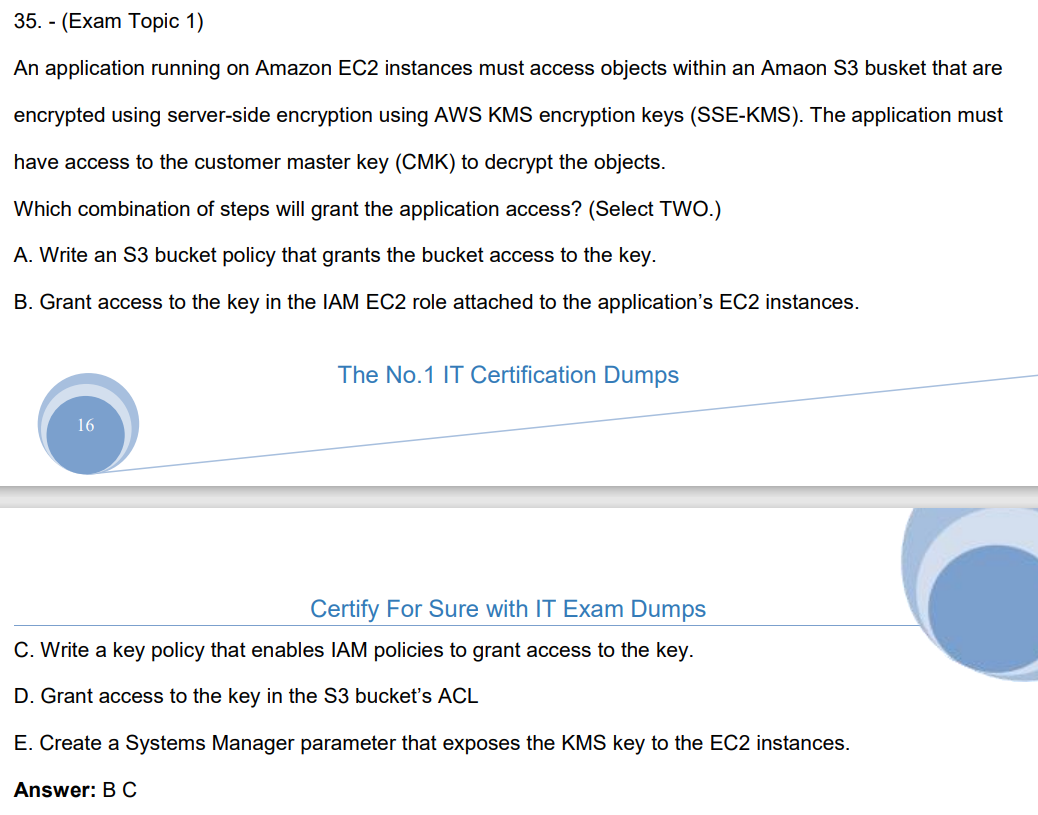 35. - (Exam Topic 1)
An application running on Amazon EC2 instances must access objects within an Amaon S3 busket that are
encrypted using server-side encryption using AWS KMS encryption keys (SSE-KMS). The application must
have access to the customer master key (CMK) to decrypt the objects.
Which combination of steps will grant the application access? (Select TWO.)
A. Write an S3 bucket policy that grants the bucket access to the key.
B. Grant access to the key in the IAM EC2 role attached to the application’s EC2 instances.
The No.1 IT Certification Dumps
16
Certify For Sure with IT Exam Dumps
C. Write a key policy that enables IAM policies to grant access to the key.
D. Grant access to the key in the S3 bucket’s ACL
E. Create a Systems Manager parameter that exposes the KMS key to the EC2 instances.
Answer: B C